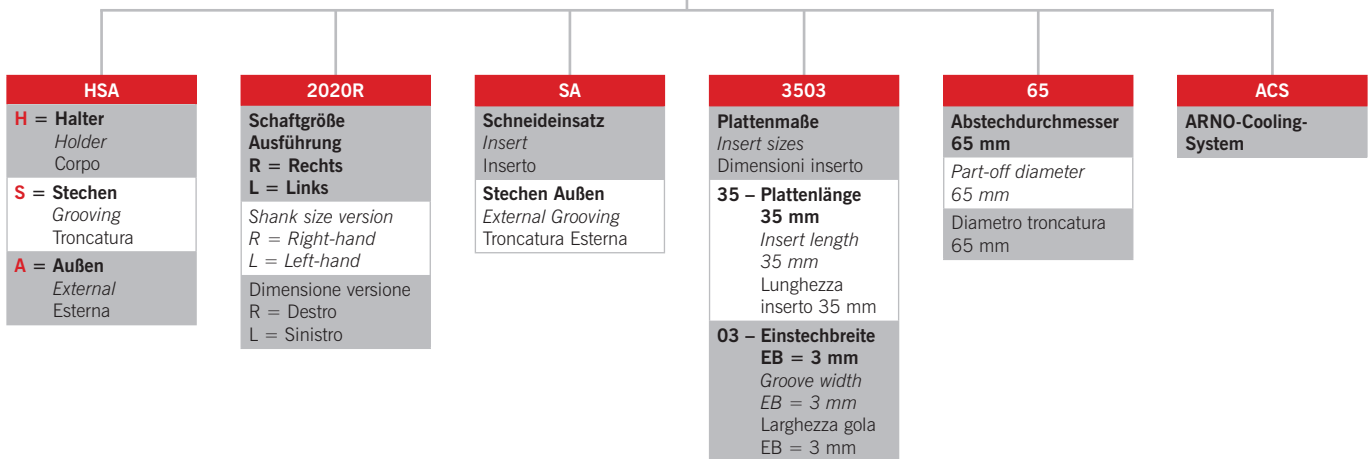 HSA
H = Halter
Holder
Corpo
S = Stechen
Grooving
Troncatura
A = Außen
External
Esterna
2020R
Schaftgröße
Ausführung
R = Rechts
L = Links
Shank size version
R = Right-hand
L = Left-hand
Dimensione versione
R = Destro
L = Sinistro
SA
Schneideinsatz
Insert
Inserto
Stechen Außen
External Grooving
Troncatura Esterna
3503
Plattenmaße
Insert sizes
Dimensioni inserto
35 – Plattenlänge
35 mm
Insert length
35 mm
Lunghezza
inserto 35 mm
03 – Einstechbreite
EB = 3 mm
Groove width
EB = 3 mm
Larghezza gola
EB = 3 mm
65
Abstechdurchmesser
65 mm
Part-off diameter
65 mm
Diametro troncatura
65 mm
ACS
ARNO-Cooling-
System